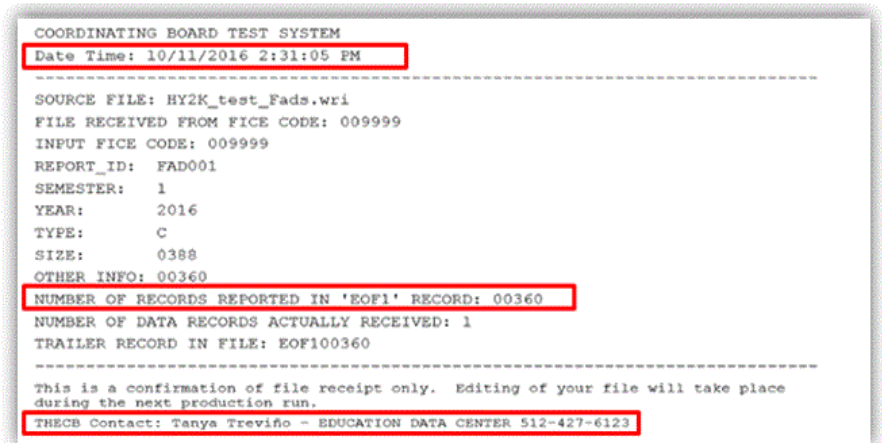 COORDINATING BOARD TEST SYSTEM
Date Time: 10/11/2016 2:31:05 PM
--------------------------------------------------------------------------------
SOURCE FILE: HY2K_test_Fads.wri
FILE RECEIVED FROM FICE CODE: 009999
INPUT FICE CODE: 009999
REPORT_ID: FAD001
SEMESTER: 1
YEAR: 2016
TYPE: C
SIZE: 0388
OTHER INFO: 00360
NUMBER OF RECORDS REPORTED IN 'EOF1' RECORD: 00360
NUMBER OF DATA RECORDS ACTUALLY RECEIVED: 1
TRAILER RECORD IN FILE: EOF100360
--------------------------------------------------------------------------------
This is a confirmation of file receipt only. Editing of your file will take place
during the next production run.
THECB Contact: Tanya Treviño - EDUCATION DATA CENTER 512-427-6123